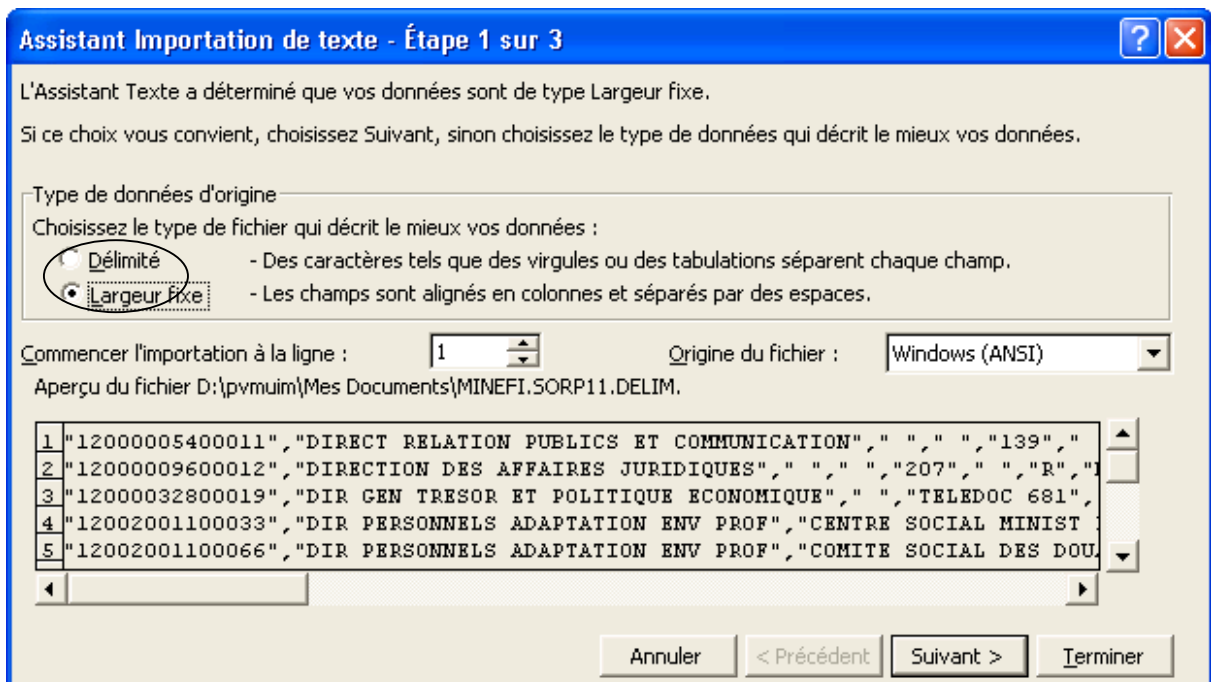 Assistant Importation de texte - Étape 1 sur 3
L'Assistant Texte a déterminé que vos données sont de type Largeur fixe.
Si ce choix vous convient, choisissez Suivant, sinon choisissez le type de données qui décrit le mieux vos données.
Type de données d'origine
Choisissez le type de fichier qui décrit le mieux vos données :
Délimité - Des caractères tels que des virgules ou des tabulations séparent chaque champ.
Largeur fixe - Les champs sont alignés en colonnes et séparés par des espaces.
Commencer l'importation à la ligne : 1 Origine du fichier : Windows (ANSI)
Aperçu du fichier D:\pvmuim\Mes Documents\MINEFI.SORP11.DELIM.
1 "12000005400011","DIRECT RELATION PUBLICS ET COMMUNICATION"," "," ","139","
2 "12000009600012","DIRECTION DES AFFAIRES JURIDIQUES"," "," ","207"," ","R","
3 "12000032800019","DIR GEN TRESOR ET POLITIQUE ECONOMIQUE"," ","TELEDOC 681",
4 "12002001100033","DIR PERSONNELS ADAPTATION ENV PROF","CENTRE SOCIAL MINIST
5 "12002001100066","DIR PERSONNELS ADAPTATION ENV PROF","COMITE SOCIAL DES DOU
Annuler < Précédent Suivant > Terminer